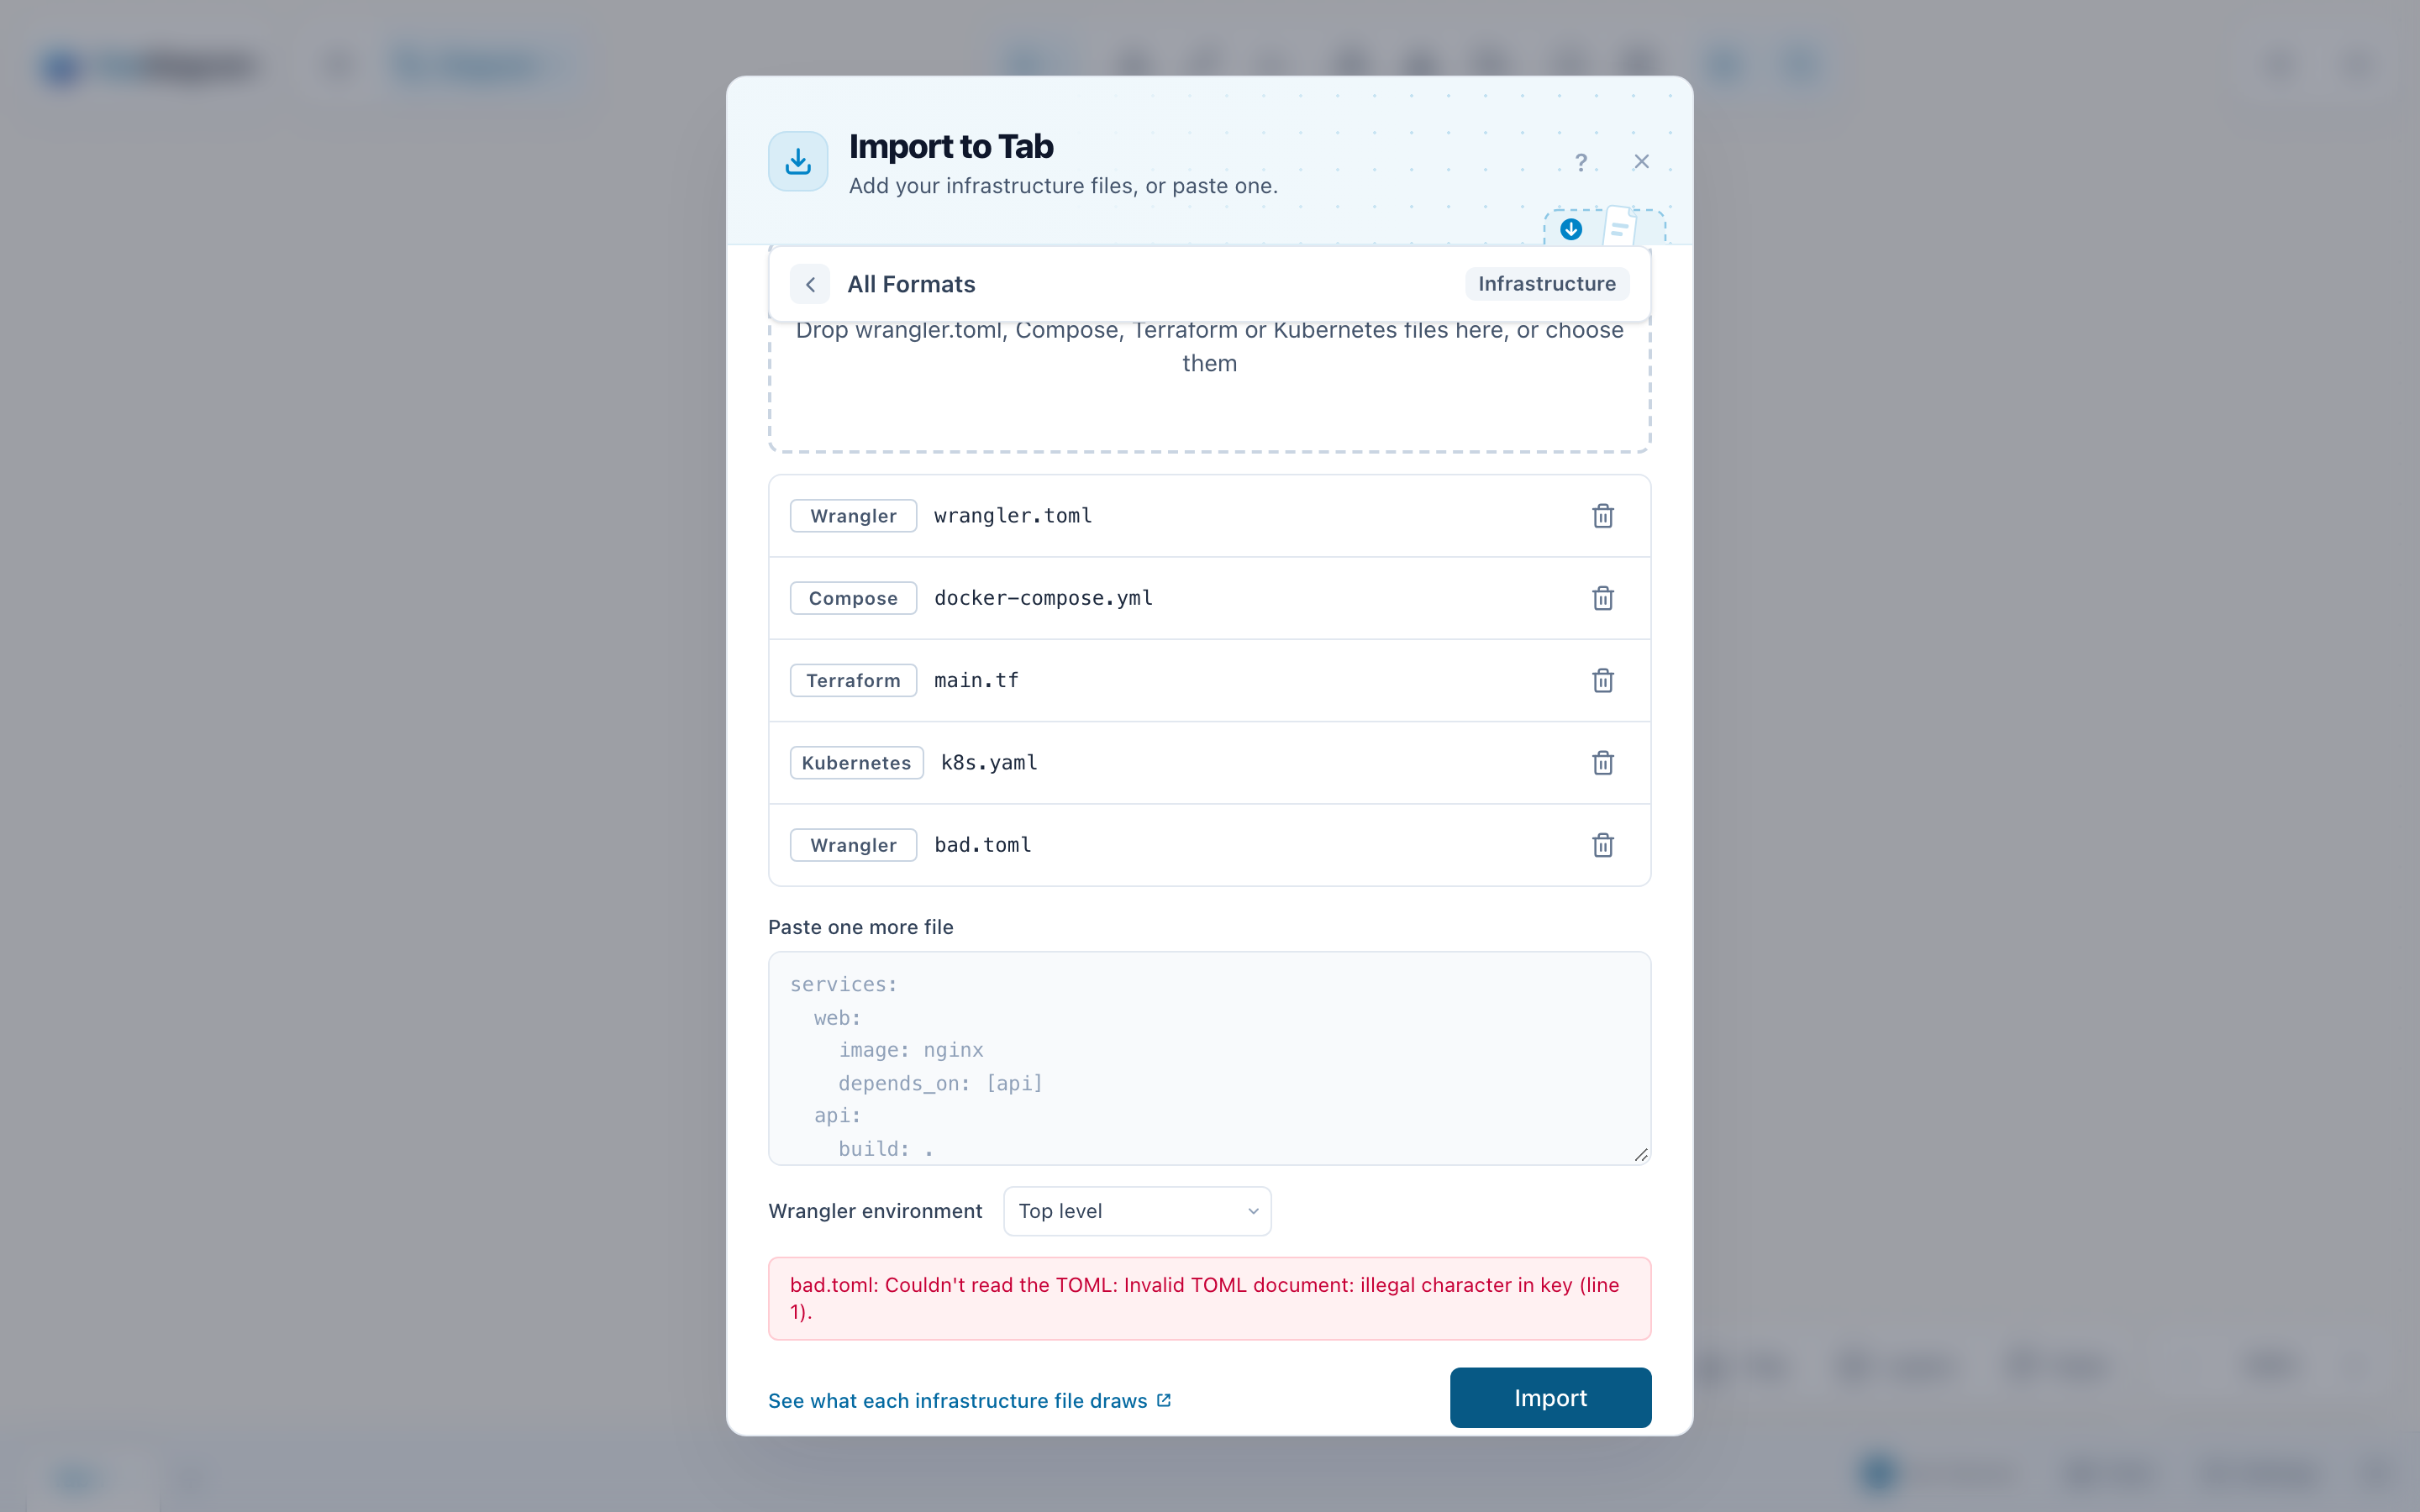 Import to Tab
Add your infrastructure files, or paste one.
?
All Formats
Infrastructure
Drop wrangler.toml, Compose, Terraform or Kubernetes files here, or choose
them
Wrangler wrangler.toml
Compose docker-compose.yml
Terraform main.tf
Kubernetes k8s.yaml
Wrangler bad.toml
Paste one more file
services:
  web:
    image: nginx
    depends_on: [api]
  api:
    build: .
Wrangler environment Top level
bad.toml: Couldn't read the TOML: Invalid TOML document: illegal character in key (line
1).
See what each infrastructure file draws
Import